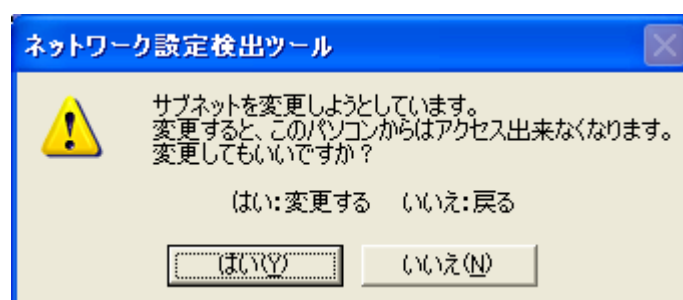 ネットワーク設定検出ツール
サブネットを変更しようとしています。
変更すると、このパソコンからはアクセス出来なくなります。
変更してもいいですか？
はい:変更する　いいえ:戻る
はい(Y)　いいえ(N)